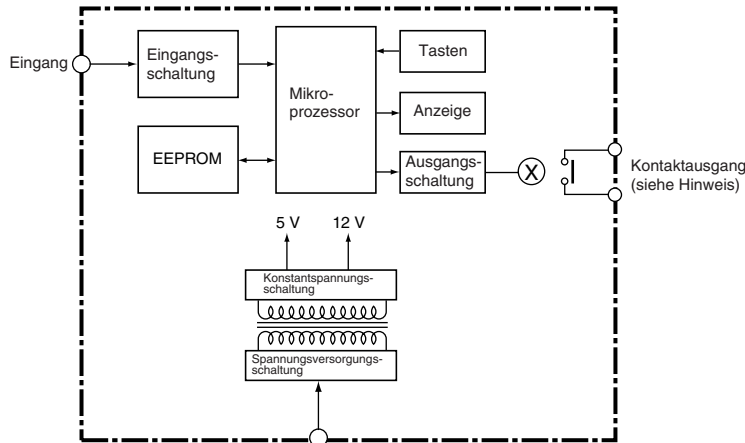 Eingang
Eingangs-
schaltung
Mikro-
prozessor
Tasten
Anzeige
EEPROM
Ausgangs-
schaltung
X
Kontaktausgang
(siehe Hinweis)
5 V
12 V
Konstantspannungs-
schaltung
Spannungsversorgungs-
schaltung